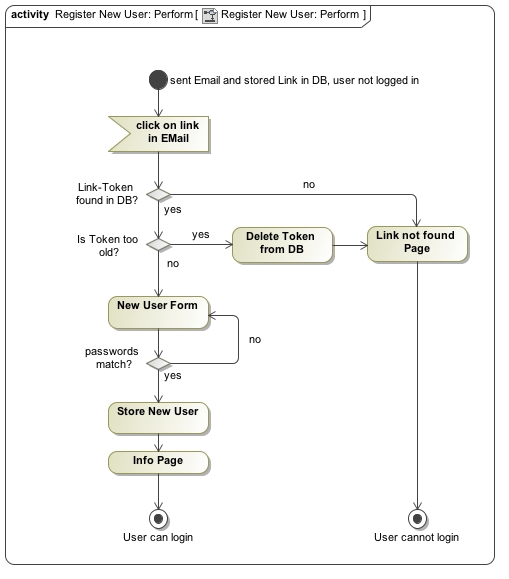 activity Register New User: Perform [ Register New User: Perform ]
sent Email and stored Link in DB, user not logged in
click on link
in EMail
Link-Token
found in DB?
no
yes
Is Token too
old?
yes
Delete Token
from DB
Link not found
Page
no
New User Form
no
passwords
match?
yes
Store New User
Info Page
User can login
User cannot login